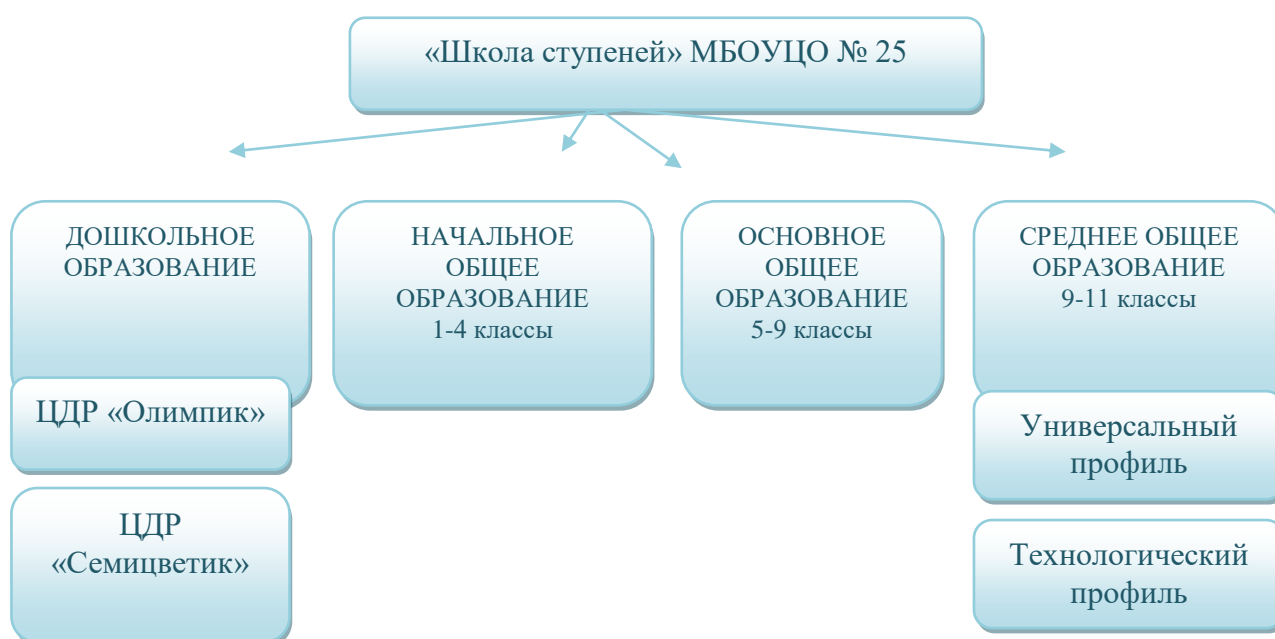 «Школа ступеней» МБОУЦО № 25
ДОШКОЛЬНОЕ
ОБРАЗОВАНИЕ
ЦДР «Олимпик»
ЦДР
«Семицветик»
НАЧАЛЬНОЕ
ОБЩЕЕ
ОБРАЗОВАНИЕ
1-4 классы
ОСНОВНОЕ
ОБЩЕЕ
ОБРАЗОВАНИЕ
5-9 классы
СРЕДНЕЕ ОБЩЕЕ
ОБРАЗОВАНИЕ
9-11 классы
Универсальный
профиль
Технологический
профиль